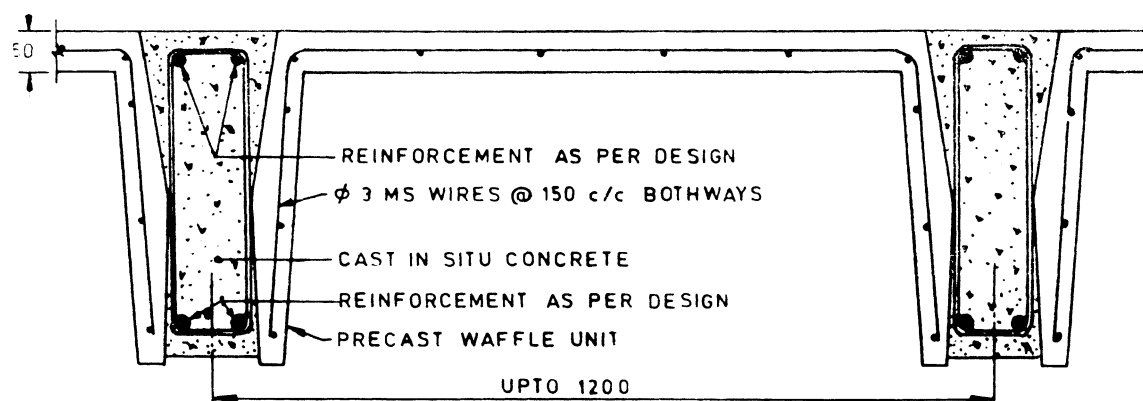 50
REINFORCEMENT AS PER DESIGN
ϕ 3 MS WIRES @ 150 c/c BOTHWAYS
CAST IN SITU CONCRETE
REINFORCEMENT AS PER DESIGN
PRECAST WAFFLE UNIT
UPTO 1200